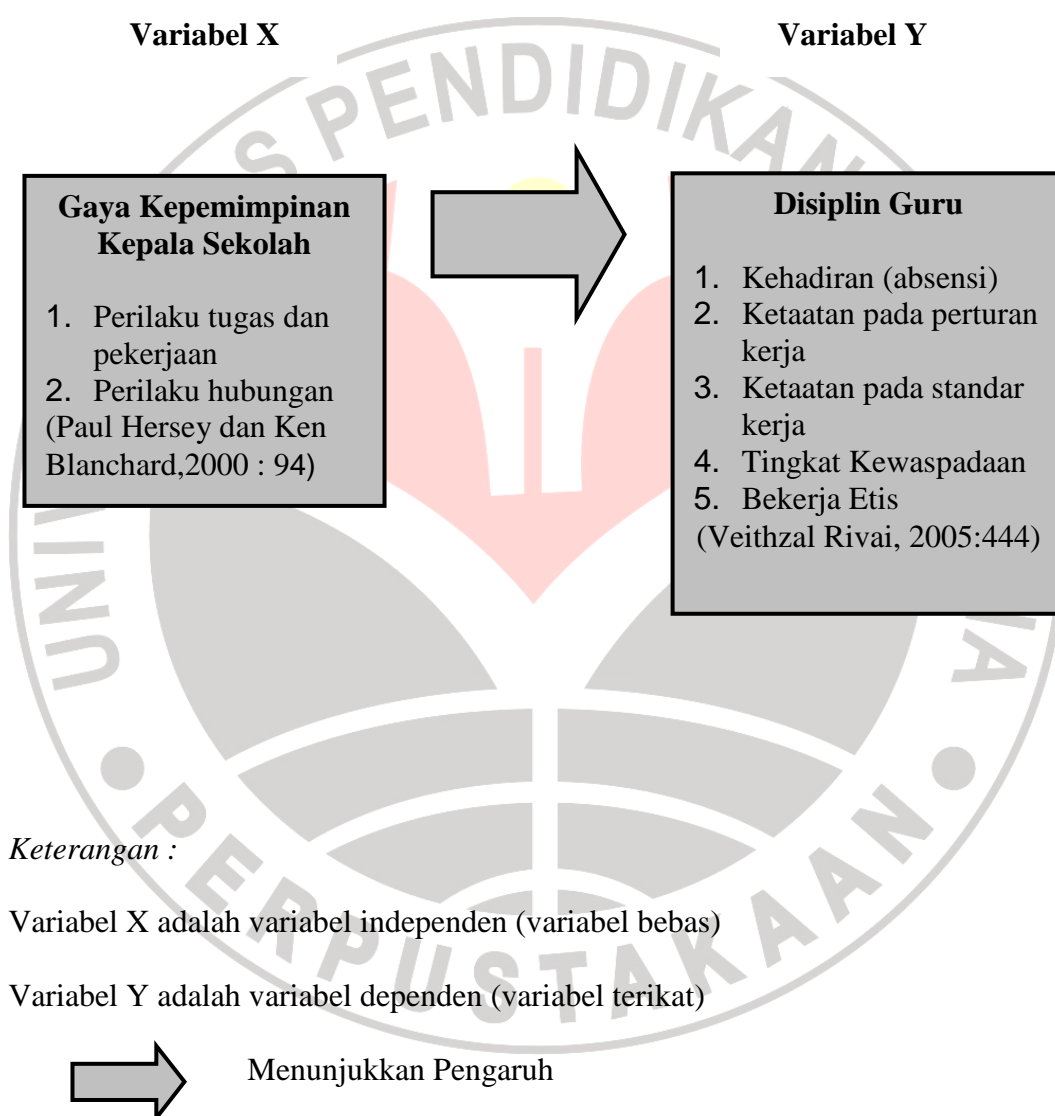 Variabel X
Variabel Y
Gaya Kepemimpinan
Kepala Sekolah
1. Perilaku tugas dan
pekerjaan
2. Perilaku hubungan
(Paul Hersey dan Ken
Blanchard,2000 : 94)
Disiplin Guru
1. Kehadiran (absensi)
2. Ketaatan pada perturan
kerja
3. Ketaatan pada standar
kerja
4. Tingkat Kewaspadaan
5. Bekerja Etis
(Veithzal Rivai, 2005:444)
Keterangan :
Variabel X adalah variabel independen (variabel bebas)
Variabel Y adalah variabel dependen (variabel terikat)
Menunjukkan Pengaruh
PERPUSTAKAAN